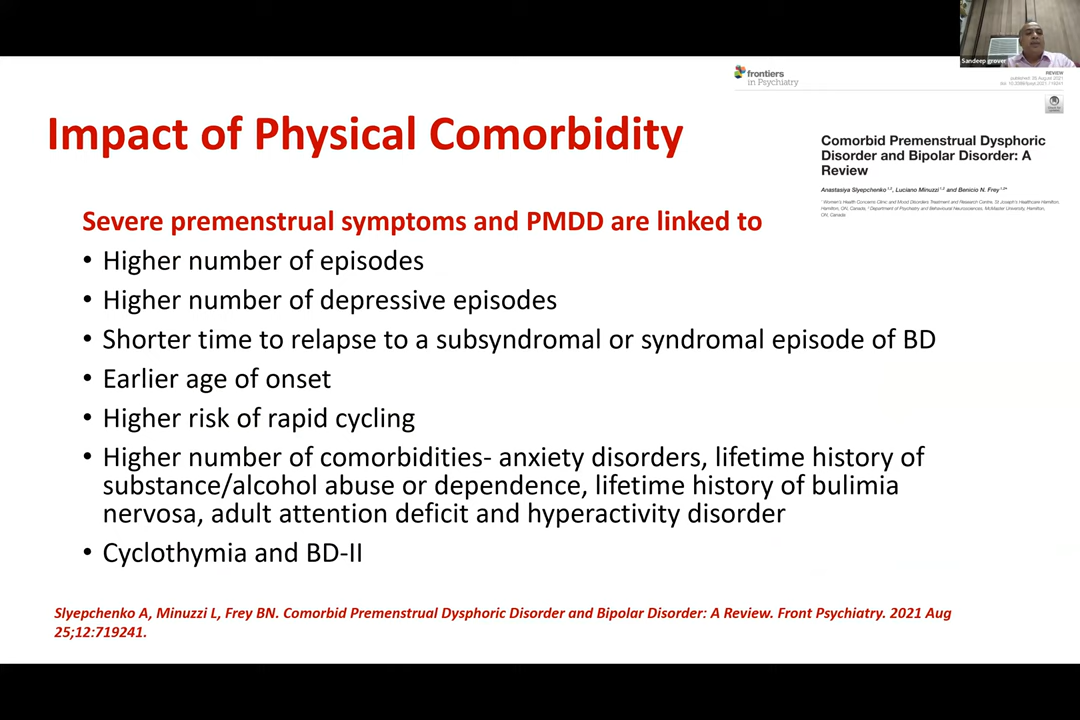 Sandeep grover
frontiers
in Psychiatry
REVIEW
Impact of Physical Comorbidity
Comorbid Premenstrual Dysphoric
Disorder and Bipolar Disorder: A
Review
Anastasiya Slyepchenko, Luciano Minuzzi and Benicio N. Frey
Severe premenstrual symptoms and PMDD are linked to
• Higher number of episodes
• Higher number of depressive episodes
• Shorter time to relapse to a subsyndromal or syndromal episode of BD
• Earlier age of onset
• Higher risk of rapid cycling
• Higher number of comorbidities- anxiety disorders, lifetime history of
substance/alcohol abuse or dependence, lifetime history of bulimia
nervosa, adult attention deficit and hyperactivity disorder
• Cyclothymia and BD-II
Slyepchenko A, Minuzzi L, Frey BN. Comorbid Premenstrual Dysphoric Disorder and Bipolar Disorder: A Review. Front Psychiatry. 2021 Aug
25;12:719241.